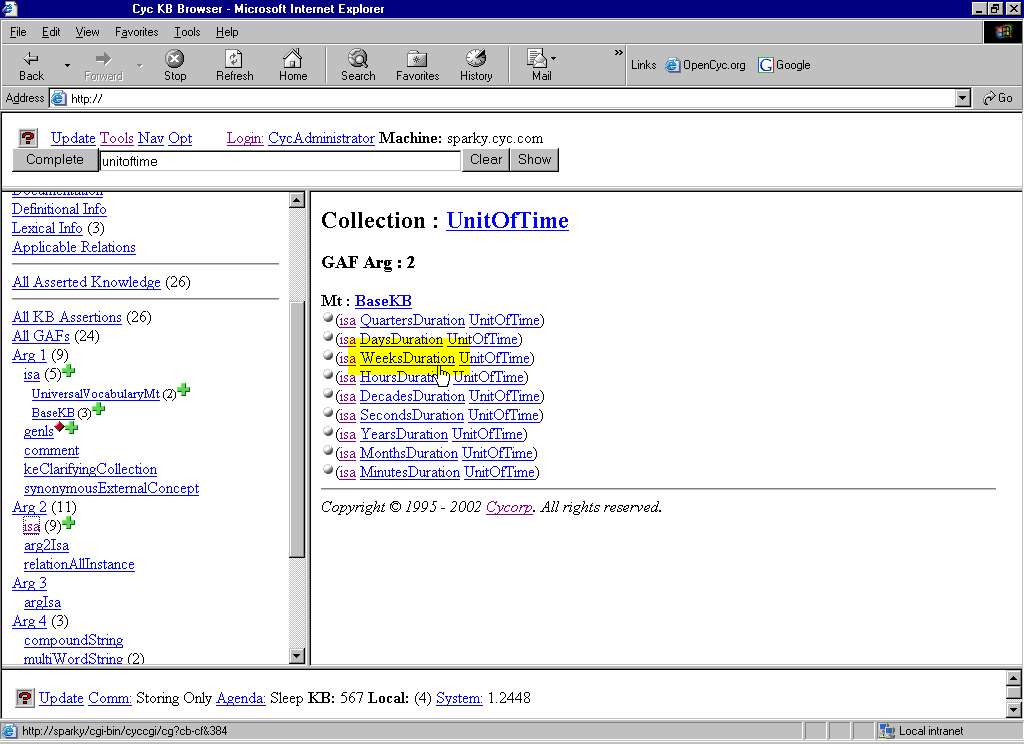 Cyc KB Browser - Microsoft Internet Explorer
File Edit View Favorites Tools Help
Back Forward Stop Refresh Home Search Favorites History Mail » Links OpenCyc.org Google
Address http:// Go
? Update Tools Nav Opt Login: CycAdministrator Machine: sparky.cyc.com
Complete unitoftime Clear Show
Documentation
Definitional Info
Lexical Info (3)
Applicable Relations
All Asserted Knowledge (26)
All KB Assertions (26)
All GAFs (24)
Arg 1 (9)
isa (5)
UniversalVocabularyMt (2)
BaseKB (3)
genls
comment
keClarifyingCollection
synonymousExternalConcept
Arg 2 (11)
isa (9)
arg2Isa
relationAllInstance
Arg 3
argIsa
Arg 4 (3)
compoundString
multiWordString (2)
Collection : UnitOfTime
GAF Arg : 2
Mt : BaseKB
(isa QuartersDuration UnitOfTime)
(isa DaysDuration UnitOfTime)
(isa WeeksDuration UnitOfTime)
(isa HoursDuration UnitOfTime)
(isa DecadesDuration UnitOfTime)
(isa SecondsDuration UnitOfTime)
(isa YearsDuration UnitOfTime)
(isa MonthsDuration UnitOfTime)
(isa MinutesDuration UnitOfTime)
Copyright © 1995 - 2002 Cycorp. All rights reserved.
? Update Comm: Storing Only Agenda: Sleep KB: 567 Local: (4) System: 1.2448
http://sparky/cgi-bin/cyccgi/cg?cb-cf&384 Local intranet